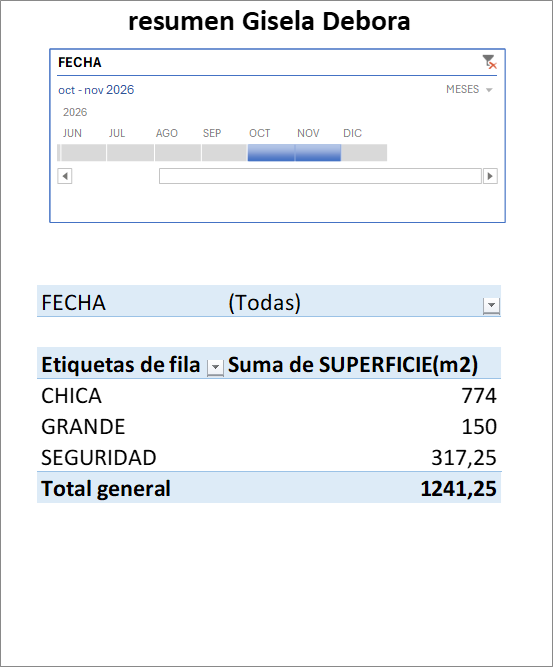 resumen Gisela Debora
FECHA
oct - nov 2026
MESES
2026
JUN JUL AGO SEP OCT NOV DIC
FECHA (Todas)
Etiquetas de fila Suma de SUPERFICIE(m2)
CHICA 774
GRANDE 150
SEGURIDAD 317,25
Total general 1241,25